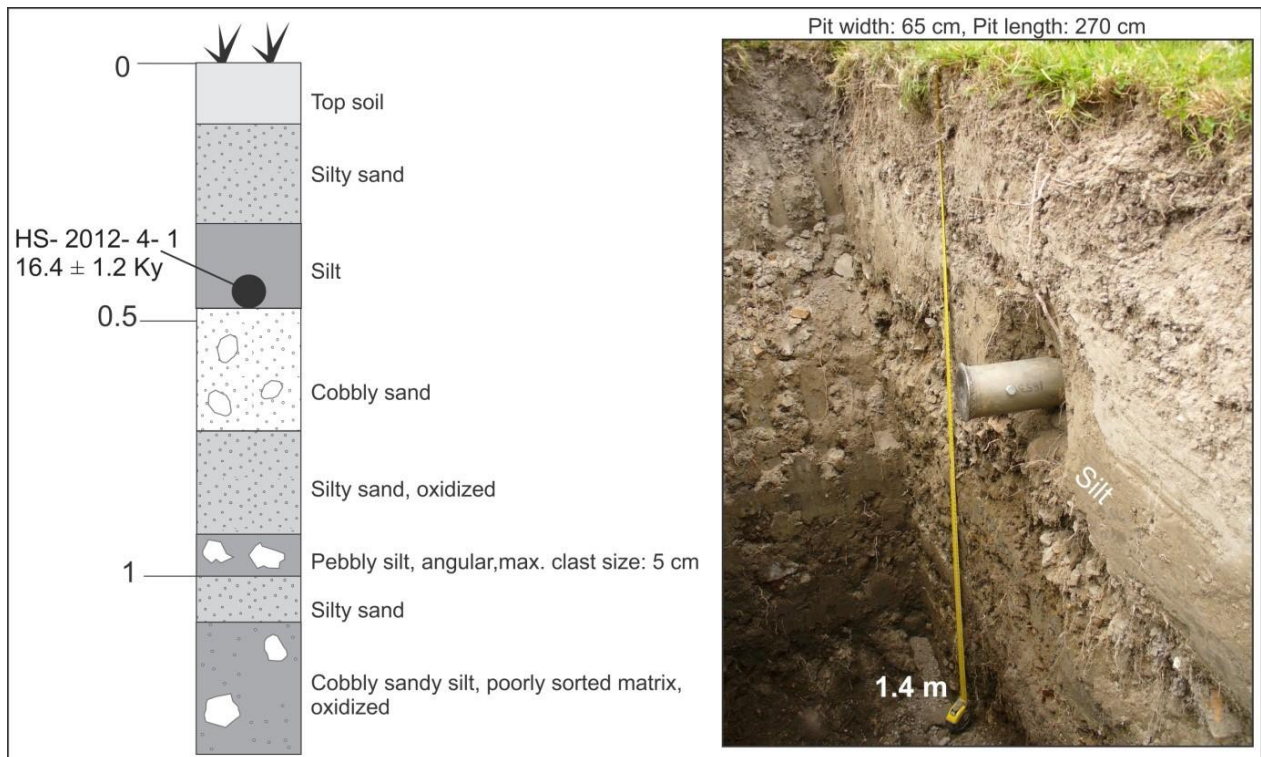 Pit width: 65 cm, Pit length: 270 cm
0
Top soil
Silty sand
HS- 2012- 4- 1
16.4 ± 1.2 Ky
Silt
0.5
Cobbly sand
Silty sand, oxidized
Pebbly silt, angular,max. clast size: 5 cm
1
Silty sand
Cobbly sandy silt, poorly sorted matrix,
oxidized
Silt
1.4 m